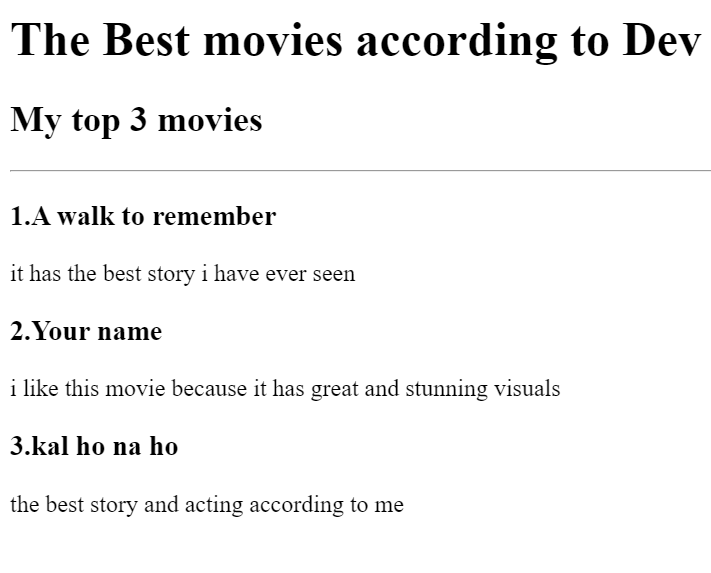 The Best movies according to Dev
My top 3 movies
1.A walk to remember
it has the best story i have ever seen
2.Your name
i like this movie because it has great and stunning visuals
3.kal ho na ho
the best story and acting according to me